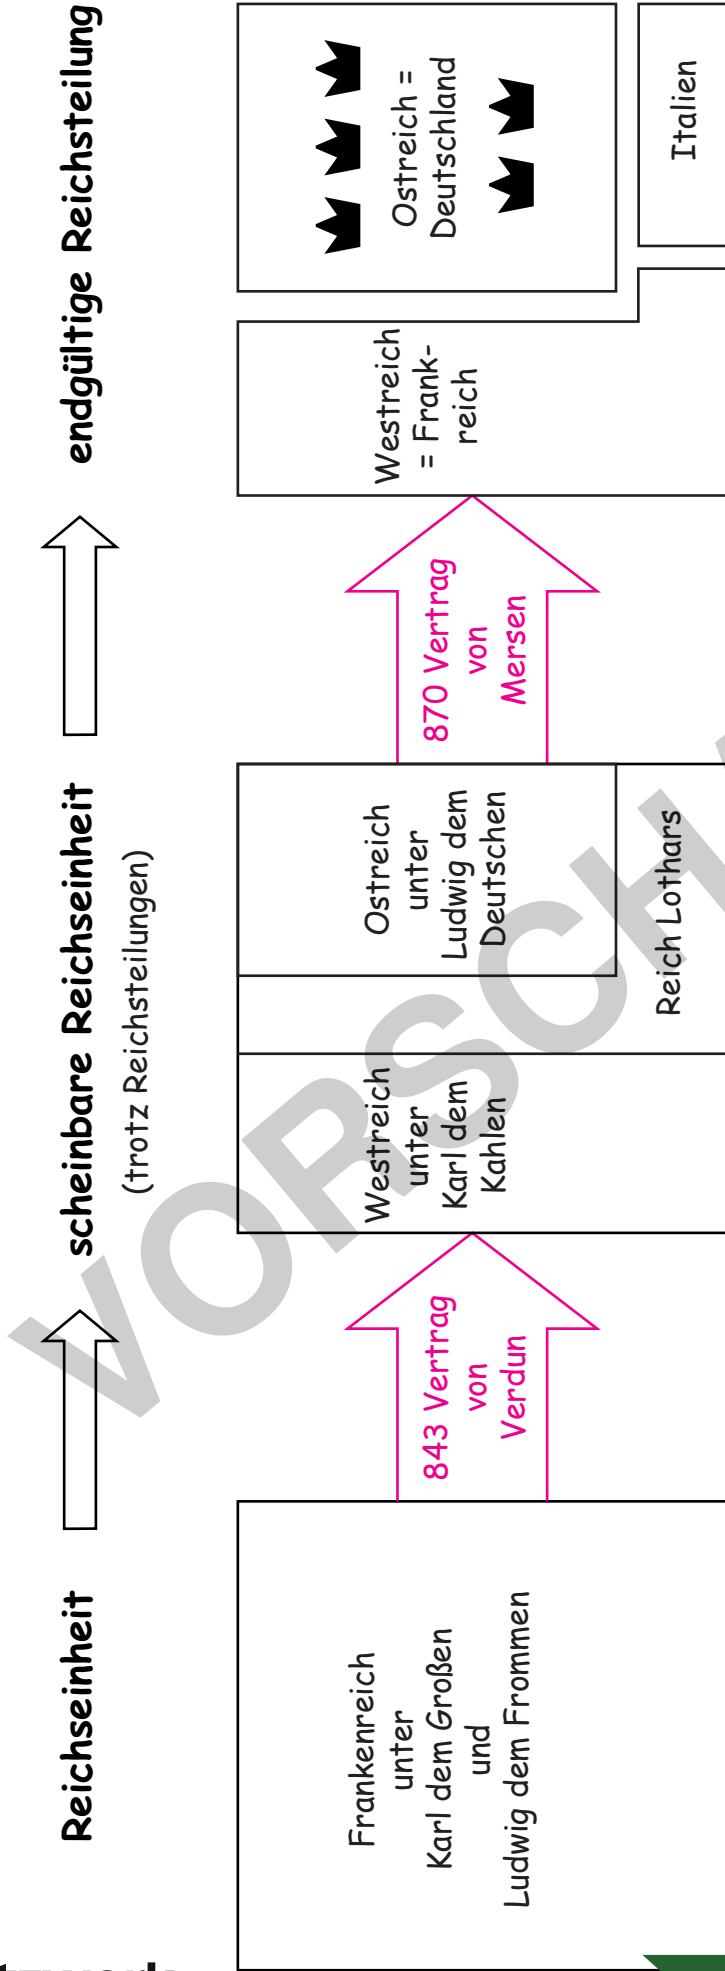 Reichseinheit
scheinbare Reichseinheit
(trotz Reichsteilungen)
endgültige Reichsteilung
Frankenreich
unter
Karl dem Großen
und
Ludwig dem Frommen
843 Vertrag
von
Verdun
Westreich
unter
Karl dem
Kahlen
Ostreich
unter
Ludwig dem
Deutschen
Reich Lothars
870 Vertrag
von
Mersen
Westreich
= Frank-
reich
Ostreich =
Deutschland
Italien